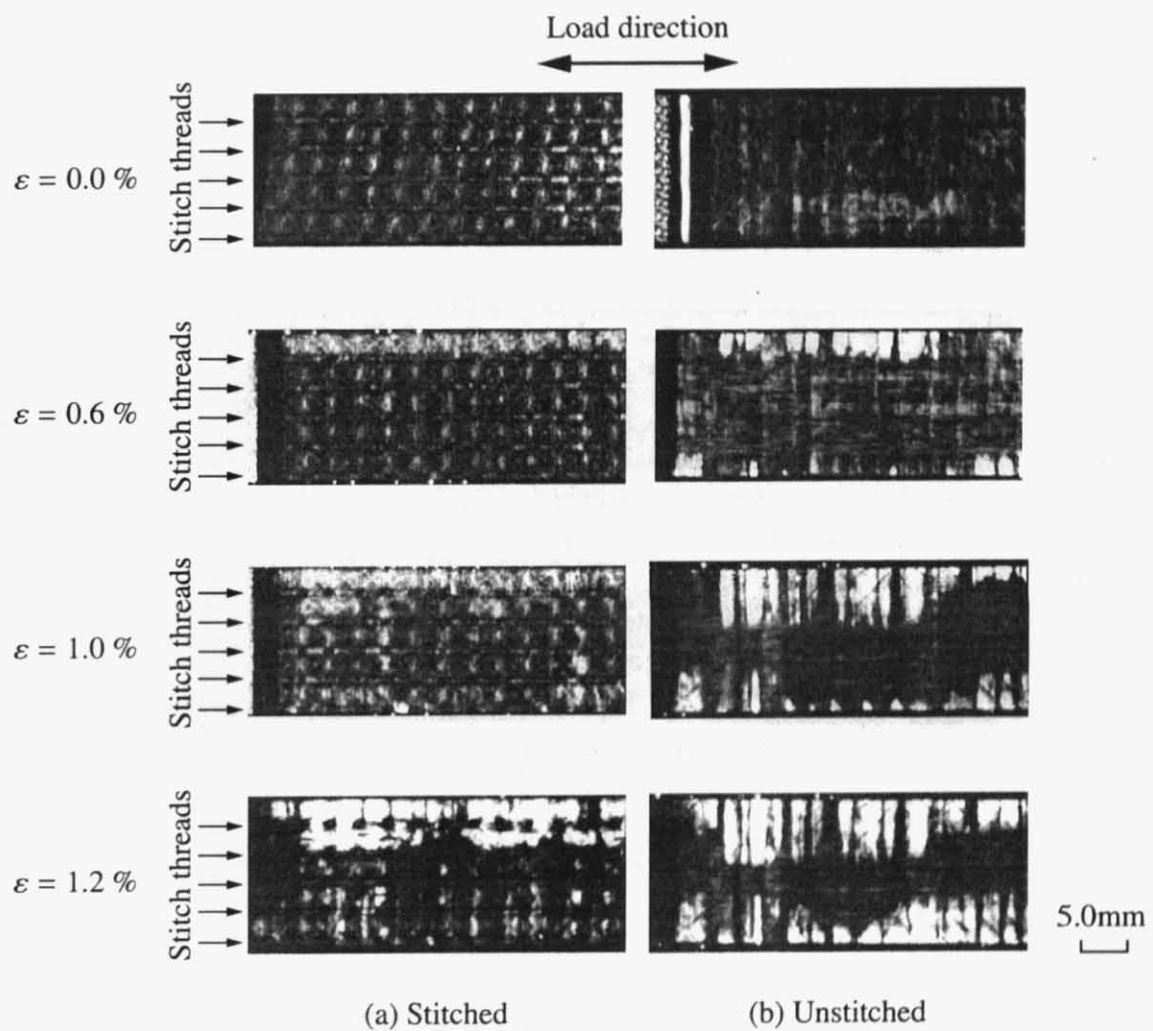 Load direction
ε = 0.0 %
Stitch threads
ε = 0.6 %
Stitch threads
ε = 1.0 %
Stitch threads
ε = 1.2 %
Stitch threads
5.0mm
(a) Stitched
(b) Unstitched